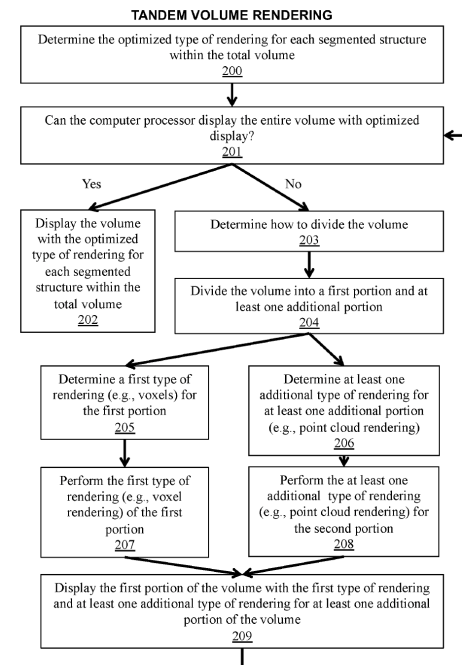 TANDEM VOLUME RENDERING
Determine the optimized type of rendering for each segmented structure
within the total volume
200
Can the computer processor display the entire volume with optimized
display?
201
Yes
No
Display the volume
with the optimized
type of rendering for
each segmented
structure within the
total volume
202
Determine how to divide the volume
203
Divide the volume into a first portion and at
least one additional portion
204
Determine a first type of
rendering (e.g., voxels) for
the first portion
205
Determine at least one
additional type of rendering for
at least one additional portion
(e.g., point cloud rendering)
206
Perform the first type of
rendering (e.g., voxel
rendering) of the first
portion
207
Perform the at least one
additional type of rendering
(e.g., point cloud rendering) for
the second portion
208
Display the first portion of the volume with the first type of rendering
and at least one additional type of rendering for at least one additional
portion of the volume
209